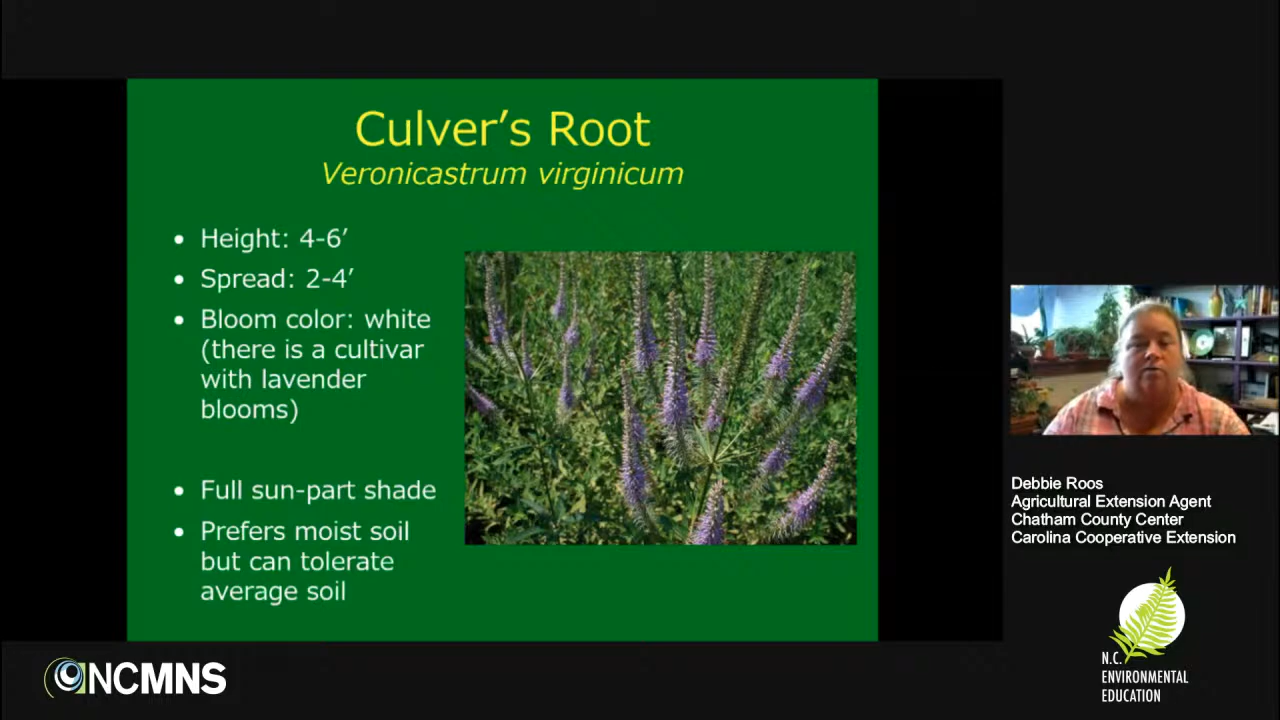 Culver’s Root
Veronicastrum virginicum
• Height: 4-6’
• Spread: 2-4’
• Bloom color: white
(there is a cultivar
with lavender
blooms)
• Full sun-part shade
• Prefers moist soil
but can tolerate
average soil
Debbie Roos
Agricultural Extension Agent
Chatham County Center
Carolina Cooperative Extension
NCMNS
N.C.
ENVIRONMENTAL
EDUCATION